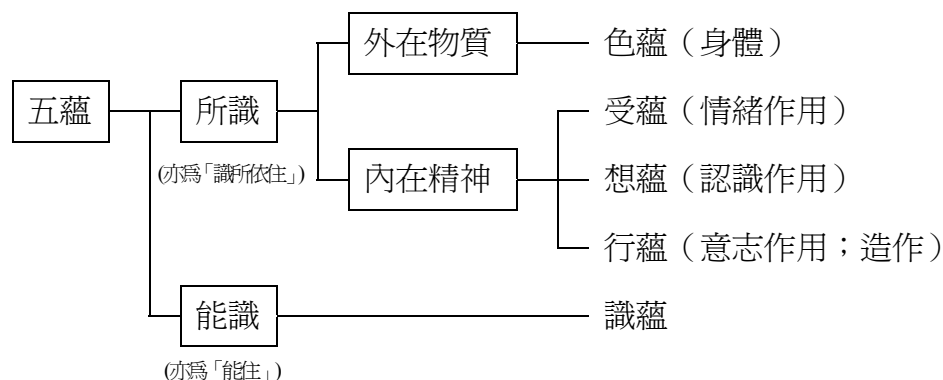 外在物質
色蘊（身體）
五蘊
所識
受蘊（情緒作用）
(亦爲「識所依住」)
內在精神
想蘊（認識作用）
行蘊（意志作用；造作）
能識
識蘊
(亦爲「能住」)